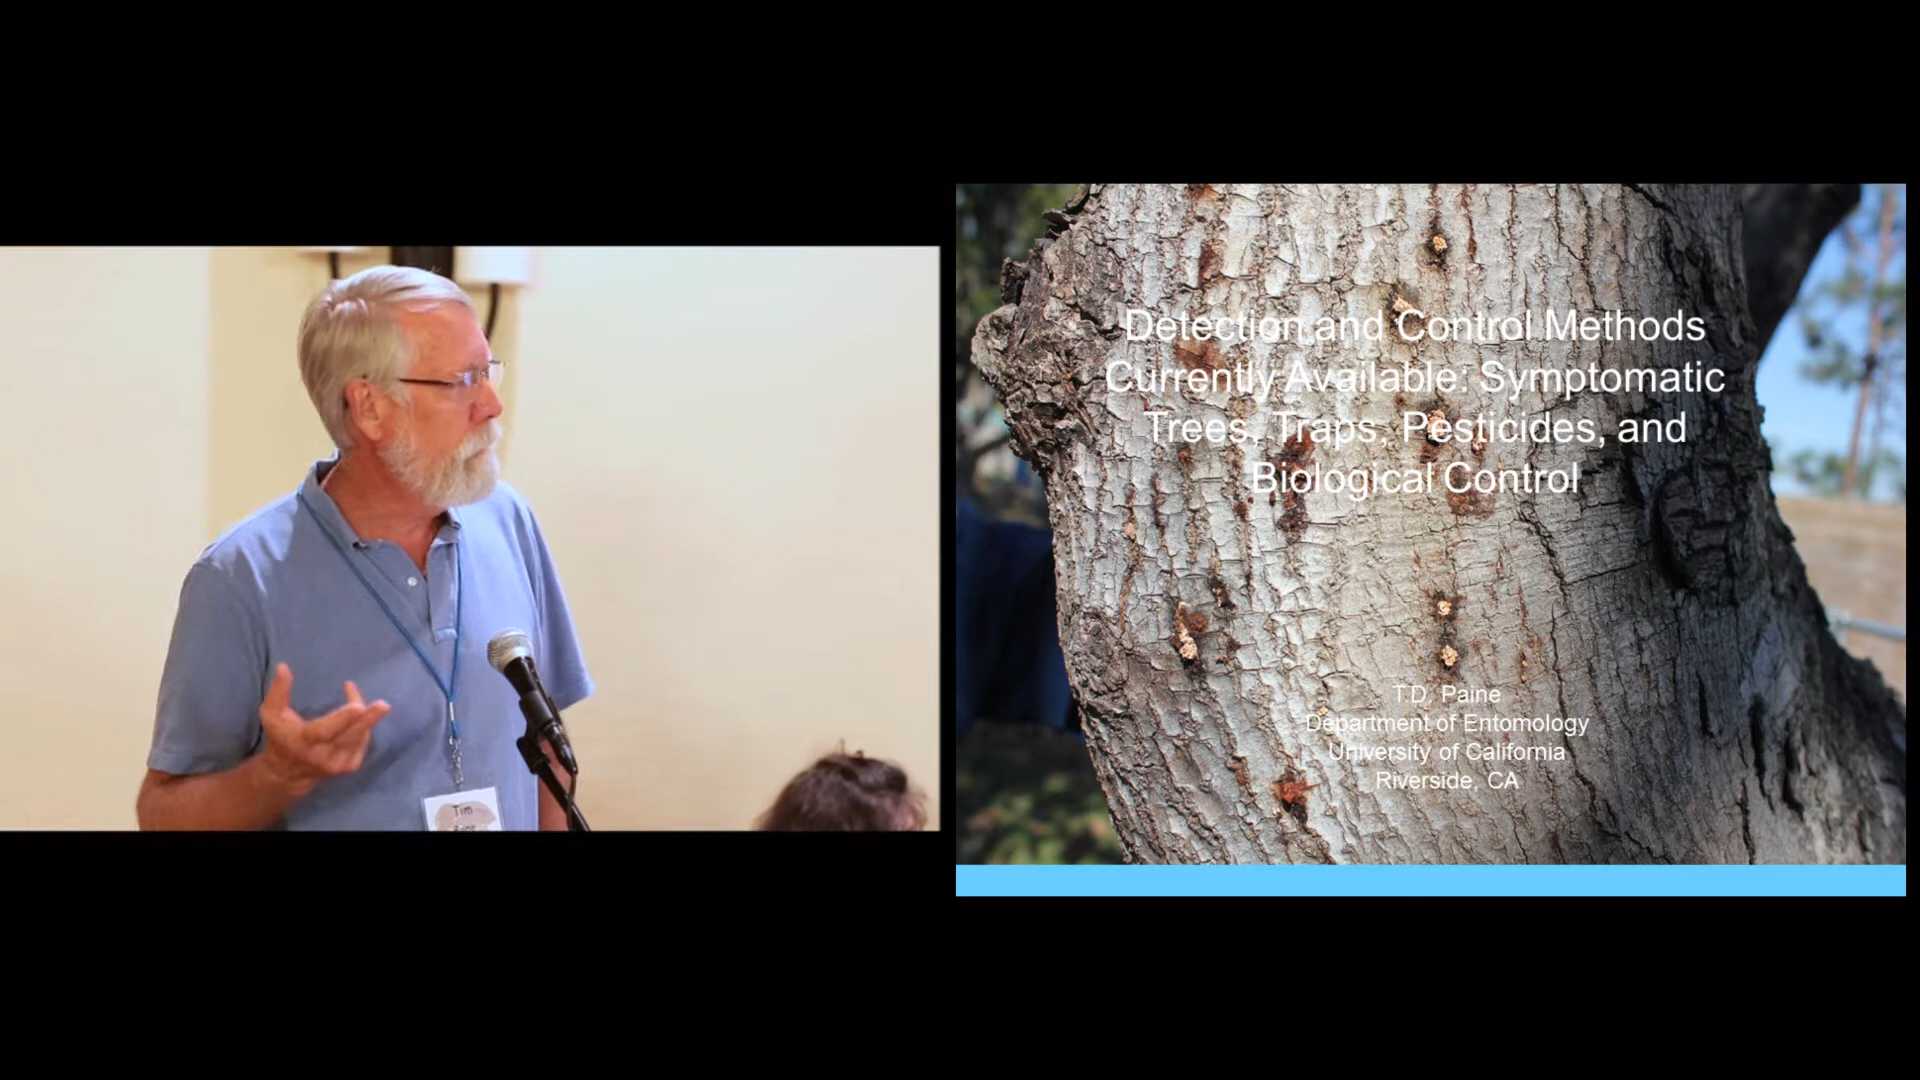 Tim
Detection and Control Methods
Currently Available: Symptomatic
Trees, Traps, Pesticides, and
Biological Control
T.D. Paine
Department of Entomology
University of California
Riverside, CA